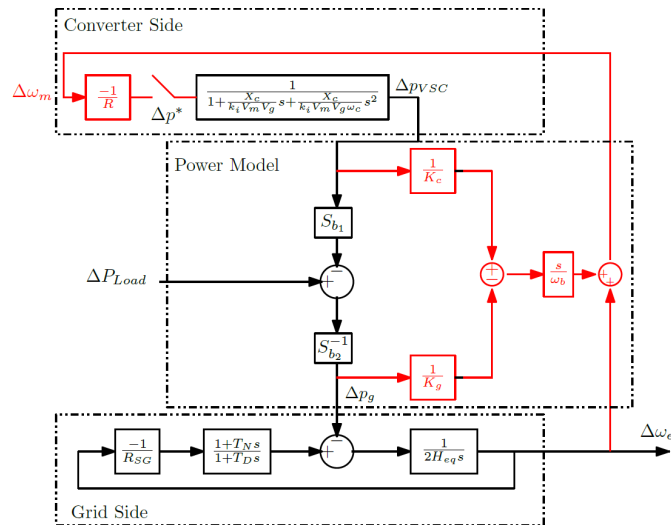 Converter Side
Δω_m
-1/R
Δp*
1/(1+ X_c/(k_i V_m V_g) s+ X_c/(k_i V_m V_g ω_c) s²)
Δp_VSC
Power Model
1/K_c
S_b₁
ΔP_Load
+ −
+ −
s/ω_b
+ +
S_b₂⁻¹
1/K_g
Δp_g
Δω_e
-1/R_SG
1+T_N s/1+T_D s
+ −
1/2H_eq s
Grid Side